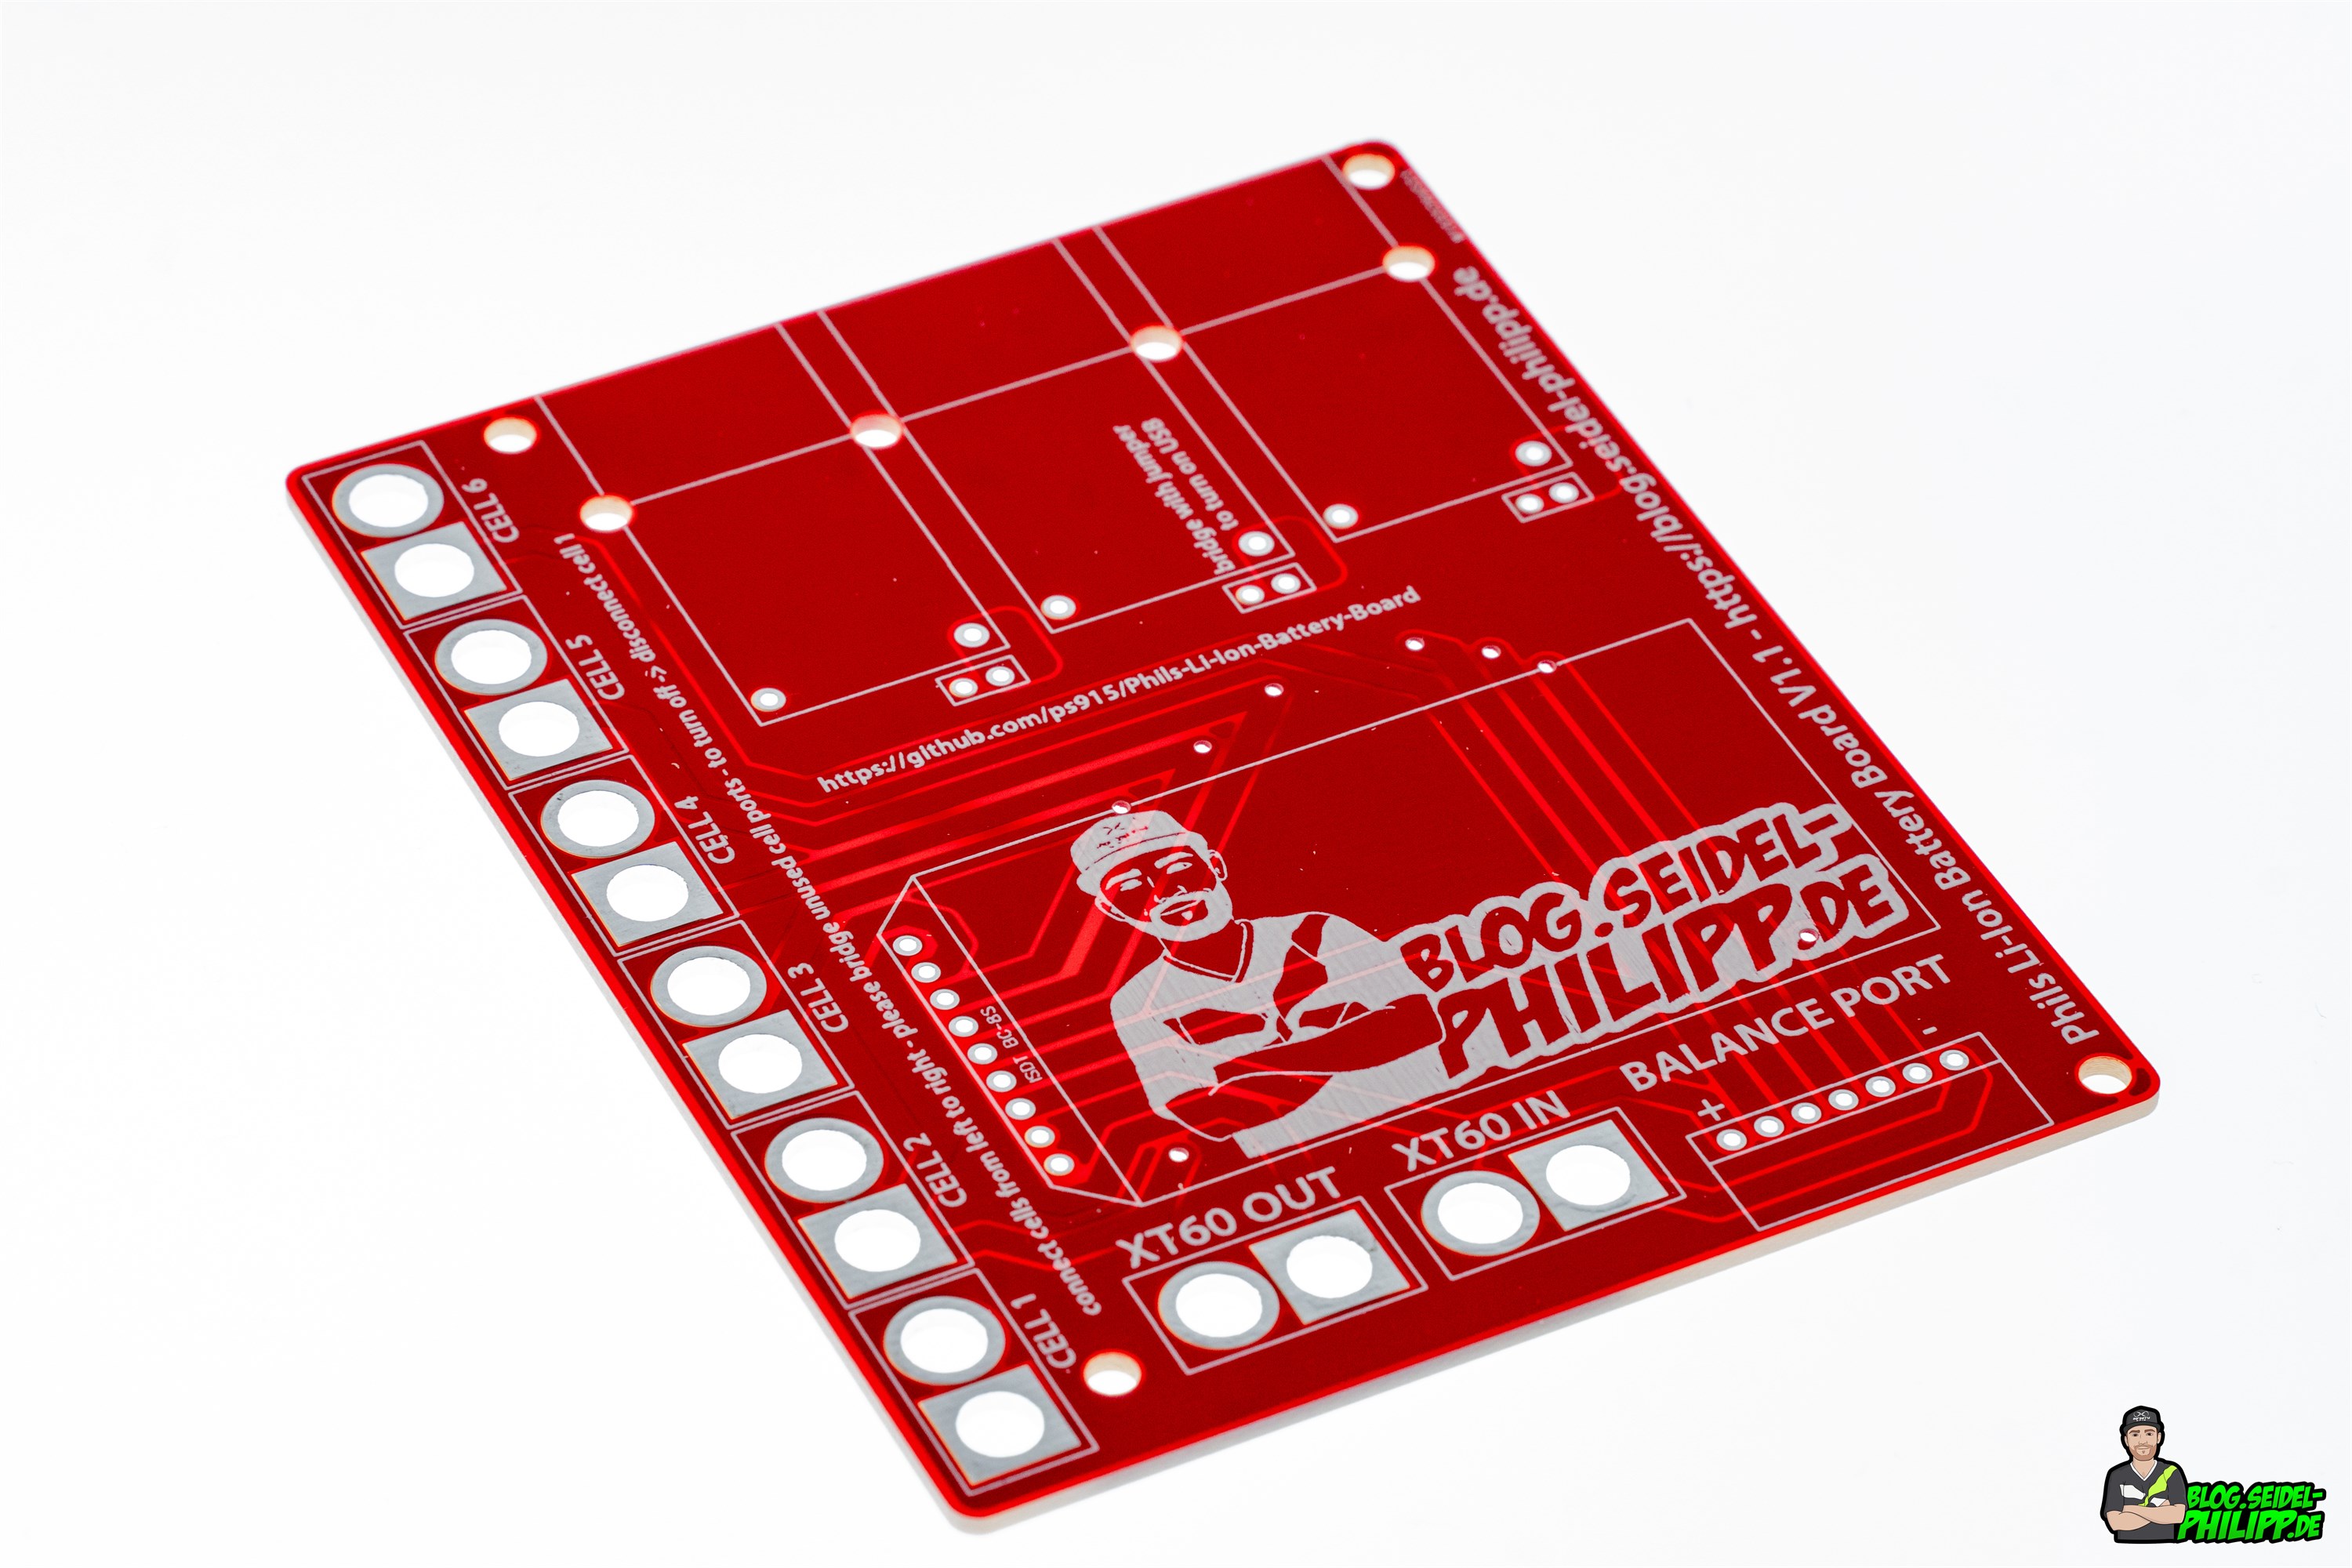 CELL 6
CELL 5
CELL 4
CELL 3
CELL 2
CELL 1
connect cells from left to right - please bridge unused cell ports - to turn off -> disconnect cell 1
bridge with jumper
to turn on USB
https://github.com/ps915/Phils-Li-Ion-Battery-Board
Phils Li-Ion Battery Board V1.1 - https://blog.seidel-philipp.de
ISDT BC-8S
BLOG.SEIDEL-
PHILIPP.DE
XT60 OUT
XT60 IN
BALANCE PORT
+ -
BLOG.SEIDEL-
PHILIPP.DE